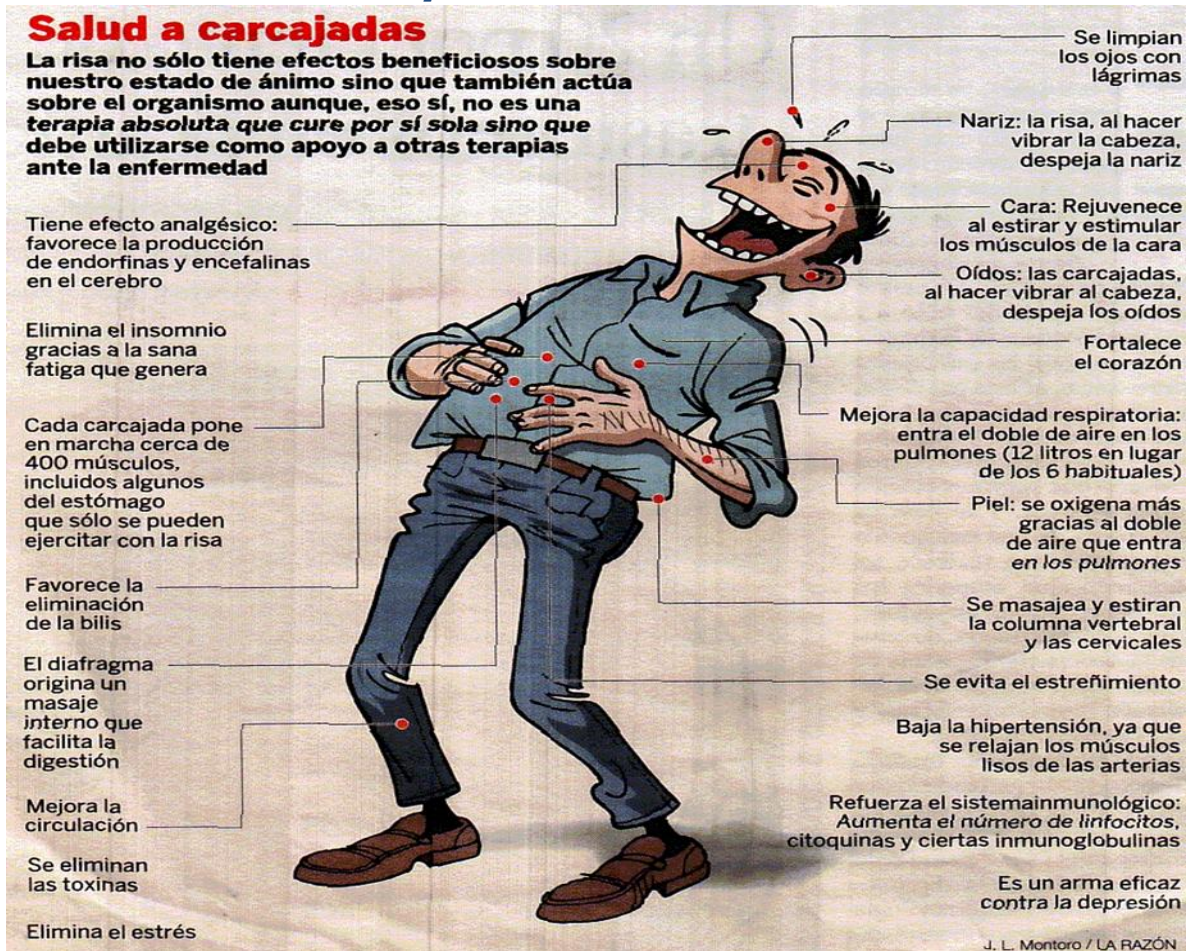 Salud a carcajadas
La risa no sólo tiene efectos beneficiosos sobre
nuestro estado de ánimo sino que también actúa
sobre el organismo aunque, eso sí, no es una
terapia absoluta que cure por sí sola sino que
debe utilizarse como apoyo a otras terapias
ante la enfermedad
Tiene efecto analgésico:
favorece la producción
de endorfinas y encefalinas
en el cerebro
Elimina el insomnio
gracias a la sana
fatiga que genera
Cada carcajada pone
en marcha cerca de
400 músculos,
incluidos algunos
del estómago
que sólo se pueden
ejercitar con la risa
Favorece la
eliminación
de la bilis
El diafragma
origina un
masaje
interno que
facilita la
digestión
Mejora la
circulación
Se eliminan
las toxinas
Elimina el estrés
Se limpian
los ojos con
lágrimas
Nariz: la risa, al hacer
vibrar la cabeza,
despeja la nariz
Cara: Rejuvenece
al estirar y estimular
los músculos de la cara
Oídos: las carcajadas,
al hacer vibrar al cabeza,
despeja los oídos
Fortalece
el corazón
Mejora la capacidad respiratoria:
entra el doble de aire en los
pulmones (12 litros en lugar
de los 6 habituales)
Piel: se oxigena más
gracias al doble
de aire que entra
en los pulmones
Se masajea y estiran
la columna vertebral
y las cervicales
Se evita el estreñimiento
Baja la hipertensión, ya que
se relajan los músculos
lisos de las arterias
Refuerza el sistemainmunológico:
Aumenta el número de linfocitos,
citoquinas y ciertas inmunoglobulinas
Es un arma eficaz
contra la depresión
J. L. Montoro / LA RAZÓN